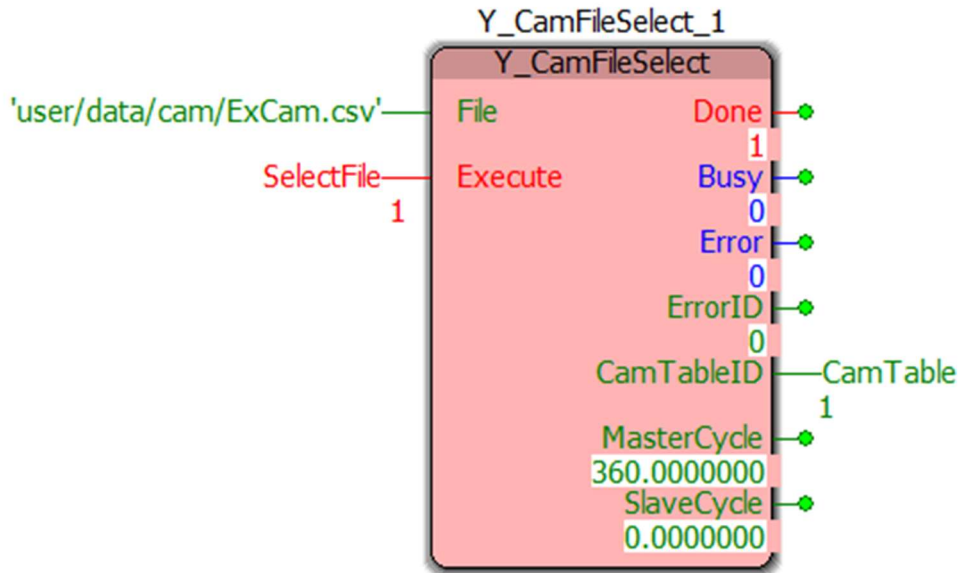 Y_CamFileSelect_1
Y_CamFileSelect
'user/data/cam/ExCam.csv' File Done
1
SelectFile Execute Busy
1 0
Error
0
ErrorID
0
CamTableID CamTable
1
MasterCycle
360.0000000
SlaveCycle
0.0000000